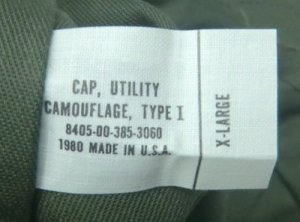 CAP, UTILITY
CAMOUFLAGE, TYPE I
8405-00-385-3060
1980 MADE IN U.S.A.
X-LARGE